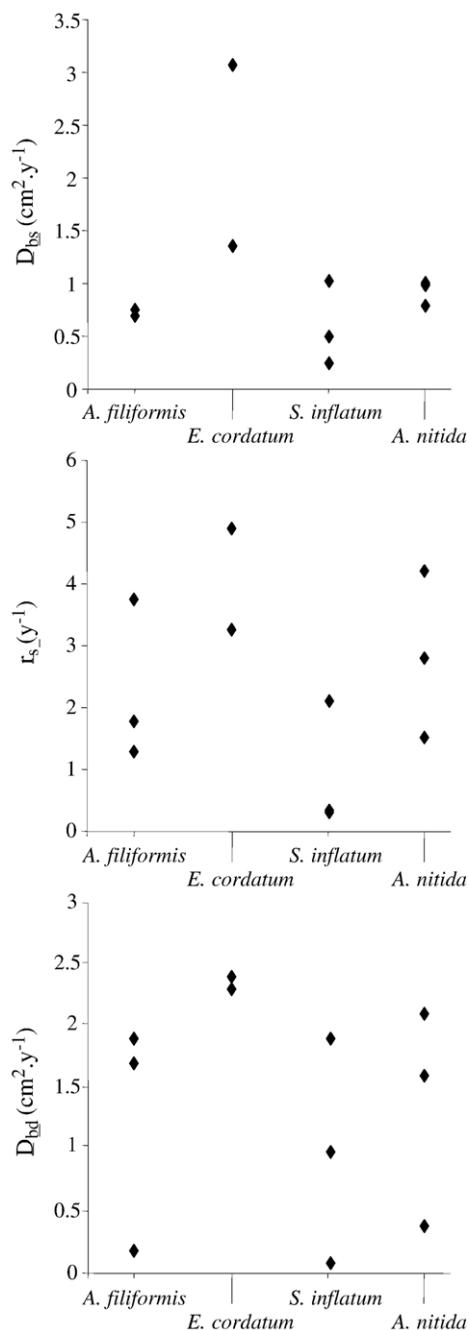 3.5
3
2.5
2
1.5
1
0.5
0
D_bs (cm².y⁻¹)
A. filiformis S. inflatum
E. cordatum A. nitida
6
5
4
3
2
1
0
r_s_(y⁻¹)
A. filiformis S. inflatum
E. cordatum A. nitida
3
2.5
2
1.5
1
0.5
0
D_bd (cm².y⁻¹)
A. filiformis S. inflatum
E. cordatum A. nitida